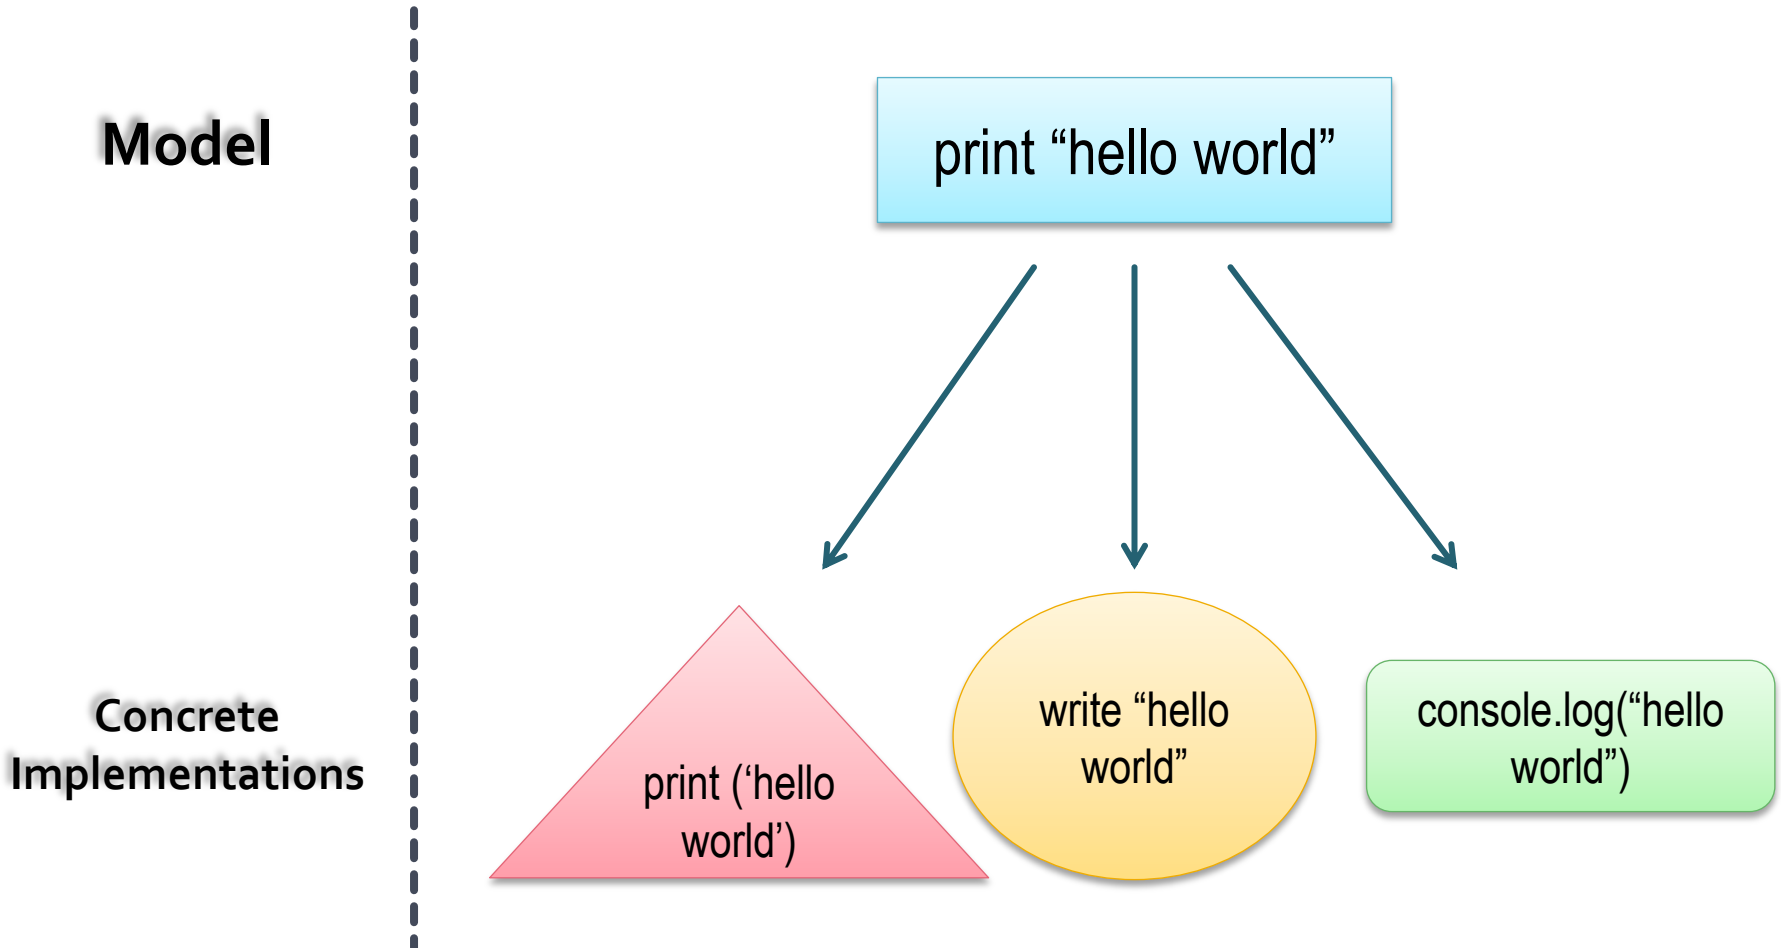 Model
print “hello world”
Concrete
Implementations
print (‘hello
world’)
write “hello
world”
console.log(“hello
world”)